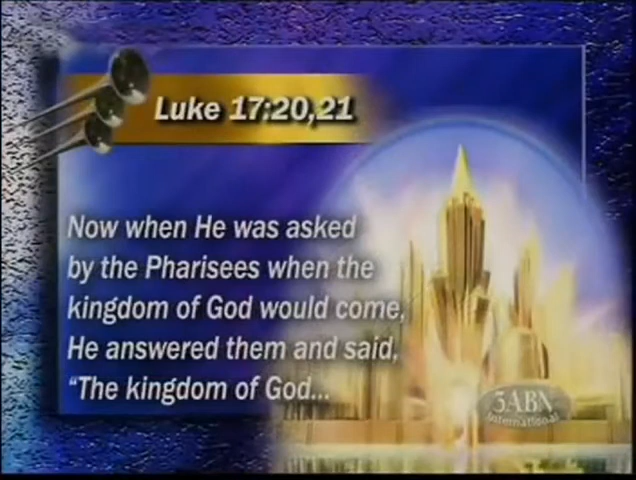 Luke 17:20,21
Now when He was asked
by the Pharisees when the
kingdom of God would come,
He answered them and said,
“The kingdom of God...
3ABN
International